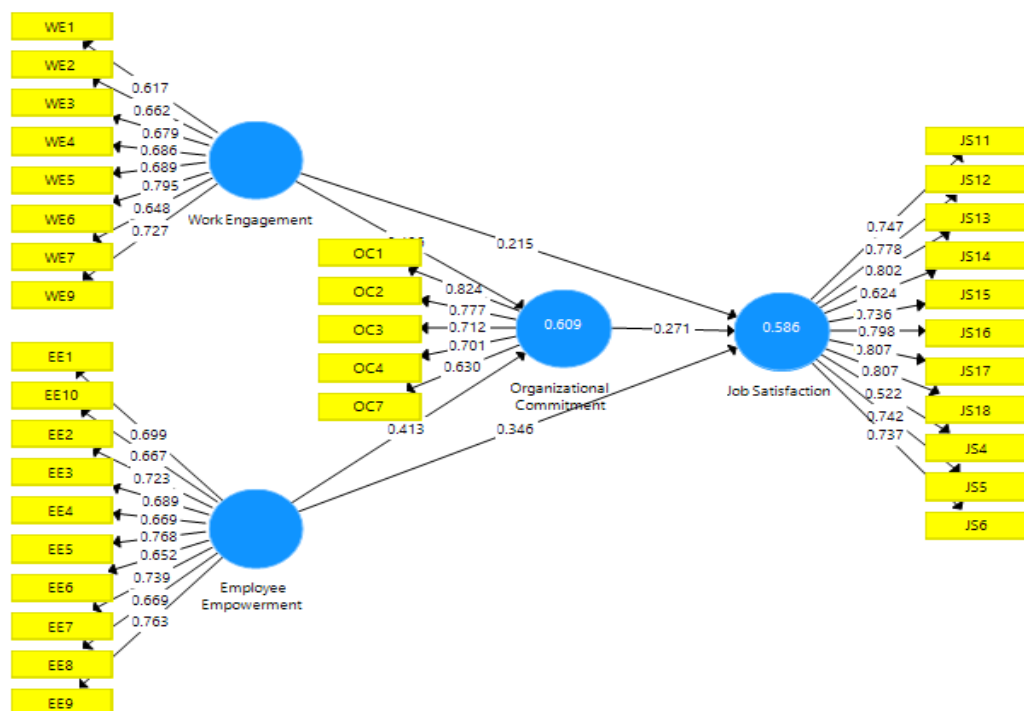 WE1
WE2
WE3
WE4
WE5
WE6
WE7
WE9
0.617
0.662
0.679
0.686
0.689
0.795
0.648
0.727
Work Engagement
EE1
EE10
EE2
EE3
EE4
EE5
EE6
EE7
EE8
EE9
0.699
0.667
0.723
0.689
0.669
0.768
0.652
0.739
0.669
0.763
Employee
Empowerment
OC1
OC2
OC3
OC4
OC7
0.824
0.777
0.712
0.701
0.630
0.609
Organizational
Commitment
0.215
0.271
0.413
0.346
0.586
Job Satisfaction
0.747
0.778
0.802
0.624
0.736
0.798
0.807
0.807
0.522
0.742
0.737
JS11
JS12
JS13
JS14
JS15
JS16
JS17
JS18
JS4
JS5
JS6